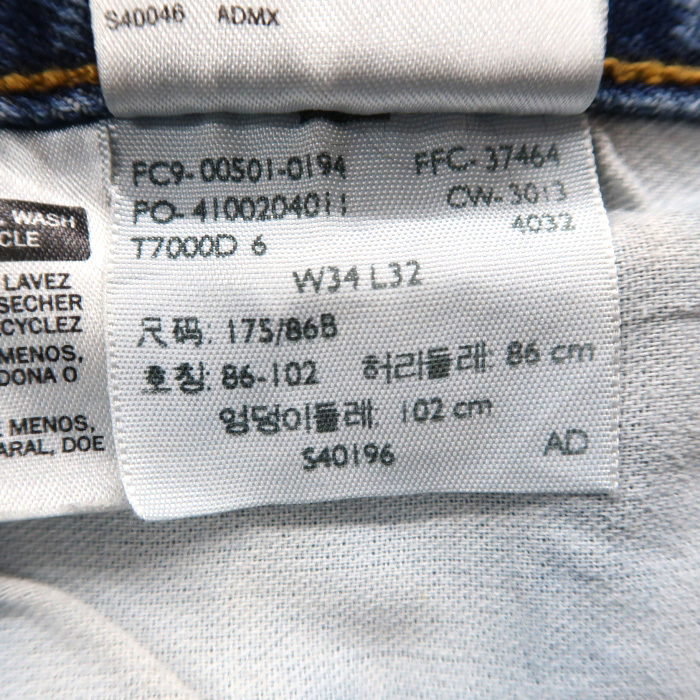 S40046 ADMX
WASH
CLE
LAVEZ
SECHER
CYCLEZ
MENOS,
DONA O
MENOS,
ARAL, DOE
PC9-00501-0194 FFC-37464
PO-4100204011 CW-3013
4032
T7000D 6
W34 L32
尺码: 175/86B
호칭: 86-102 허리둘레: 86 cm
엉덩이둘레: 102 cm
S40196 AD